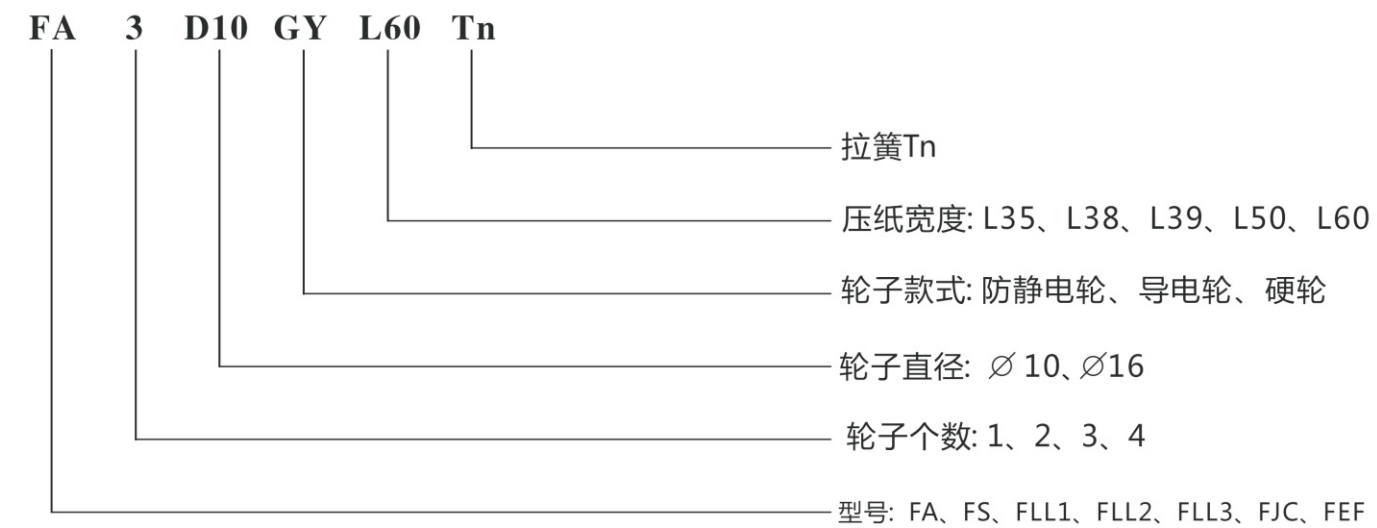 FA 3 D10 GY L60 Tn
拉簧Tn
压纸宽度: L35、L38、L39、L50、L60
轮子款式: 防静电轮、导电轮、硬轮
轮子直径: ∅ 10、∅16
轮子个数: 1、2、3、4
型号: FA、FS、FLL1、FLL2、FLL3、FJC、FEF